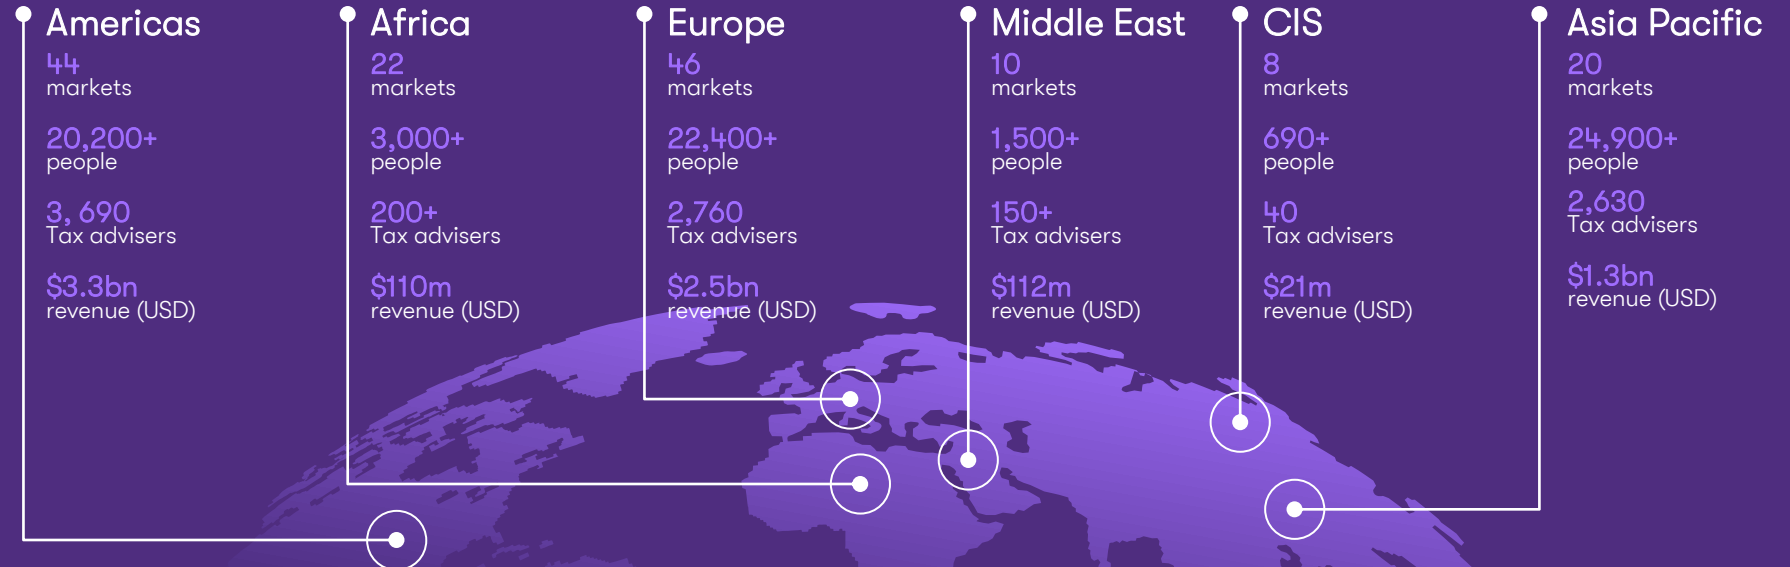 Americas
44
markets
20,200+
people
3, 690
Tax advisers
$3.3bn
revenue (USD)
Africa
22
markets
3,000+
people
200+
Tax advisers
$110m
revenue (USD)
Europe
46
markets
22,400+
people
2,760
Tax advisers
$2.5bn
revenue (USD)
Middle East
10
markets
1,500+
people
150+
Tax advisers
$112m
revenue (USD)
CIS
8
markets
690+
people
40
Tax advisers
$21m
revenue (USD)
Asia Pacific
20
markets
24,900+
people
2,630
Tax advisers
$1.3bn
revenue (USD)